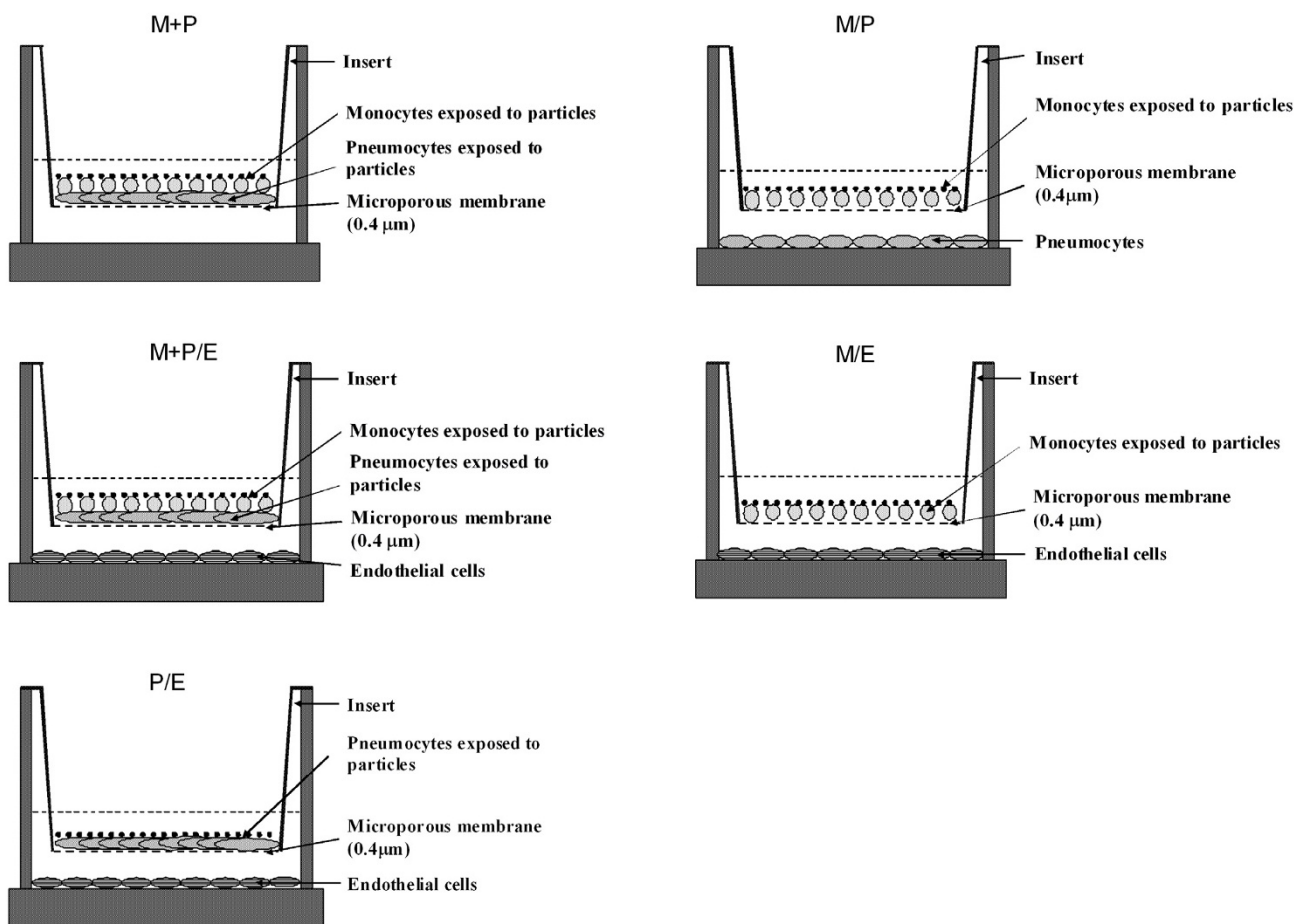 M+P
Insert
Monocytes exposed to particles
Pneumocytes exposed to
particles
Microporous membrane
(0.4 μm)
M/P
Insert
Monocytes exposed to particles
Microporous membrane
(0.4μm)
Pneumocytes
M+P/E
Insert
Monocytes exposed to particles
Pneumocytes exposed to
particles
Microporous membrane
(0.4 μm)
Endothelial cells
M/E
Insert
Monocytes exposed to particles
Microporous membrane
(0.4 μm)
Endothelial cells
P/E
Insert
Pneumocytes exposed to
particles
Microporous membrane
(0.4μm)
Endothelial cells